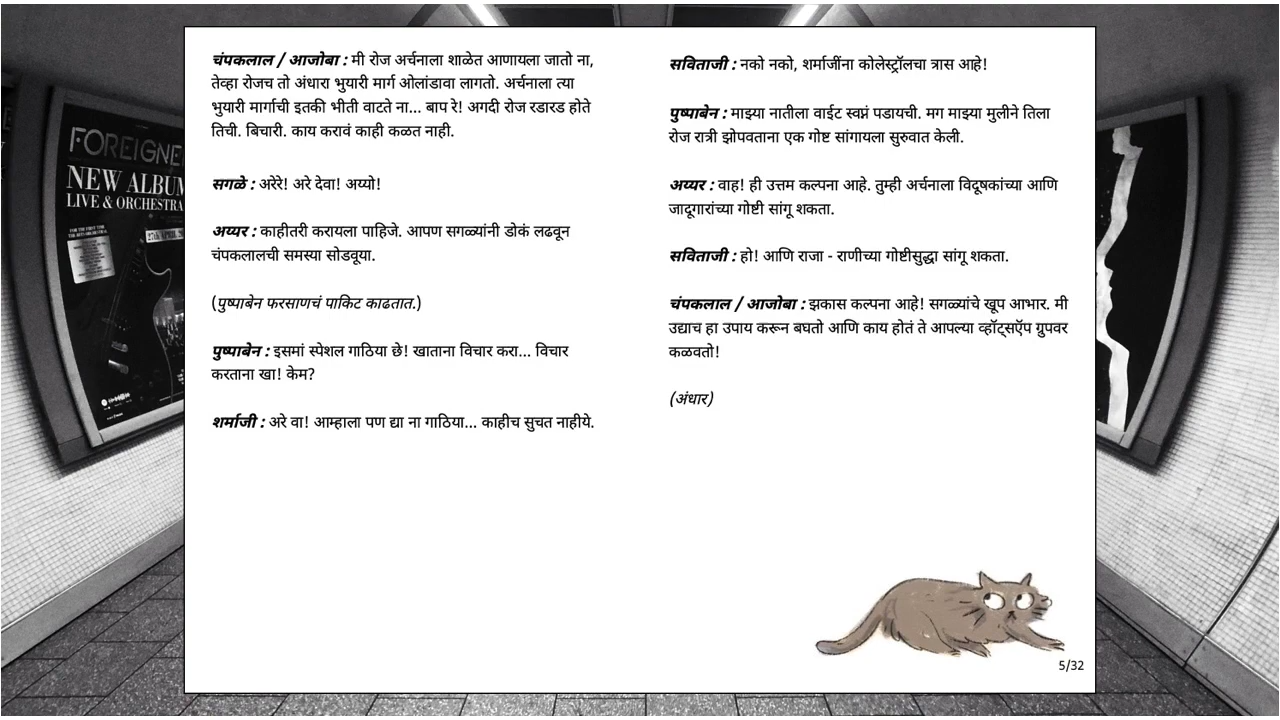 चंपकलाल / आजोबा : मी रोज अर्चनाला शाळेत आणायला जातो ना,
तेव्हा रोजच तो अंधारा भुयारी मार्ग ओलांडावा लागतो. अर्चनाला त्या
भुयारी मार्गाची इतकी भीती वाटते ना... बाप रे! अगदी रोज रडारड होते
तिची. बिचारी. काय करावं काही कळत नाही.
सगळे : अरेरे! अरे देवा! अय्यो!
अय्यर : काहीतरी करायला पाहिजे. आपण सगळ्यांनी डोकं लढवून
चंपकलालची समस्या सोडवूया.
(पुष्पाबेन फरसाणचं पाकिट काढतात.)
पुष्पाबेन : इसमां स्पेशल गाठिया छे! खाताना विचार करा... विचार
करताना खा! केम?
शर्माजी : अरे वा! आम्हाला पण द्या ना गाठिया... काहीच सुचत नाहीये.
सविताजी : नको नको, शर्माजींना कोलेस्ट्रॉलचा त्रास आहे!
पुष्पाबेन : माझ्या नातीला वाईट स्वप्नं पडायची. मग माझ्या मुलीने तिला
रोज रात्री झोपवताना एक गोष्ट सांगायला सुरुवात केली.
अय्यर : वाह! ही उत्तम कल्पना आहे. तुम्ही अर्चनाला विदूषकांच्या आणि
जादूगारांच्या गोष्टी सांगू शकता.
सविताजी : हो! आणि राजा - राणीच्या गोष्टीसुद्धा सांगू शकता.
चंपकलाल / आजोबा : झकास कल्पना आहे! सगळ्यांचे खूप आभार. मी
उद्याच हा उपाय करून बघतो आणि काय होतं ते आपल्या व्हॉट्सऍप ग्रुपवर
कळवतो!
(अंधार)
5/32
FOREIGNE
NEW ALBUM
LIVE & ORCHESTRA
27th APRIL